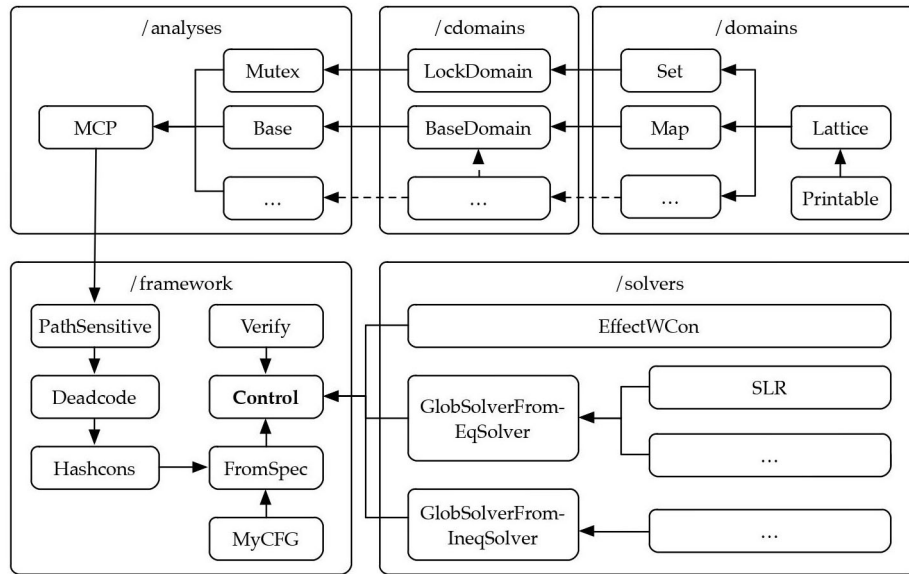 /analyses
/cdomains
/domains
Mutex
LockDomain
Set
MCP
Base
BaseDomain
Map
Lattice
...
...
...
Printable
/framework
/solvers
PathSensitive
Verify
EffectWCon
Deadcode
Control
GlobSolverFrom-
EqSolver
SLR
Hashcons
FromSpec
...
MyCFG
GlobSolverFrom-
IneqSolver
...